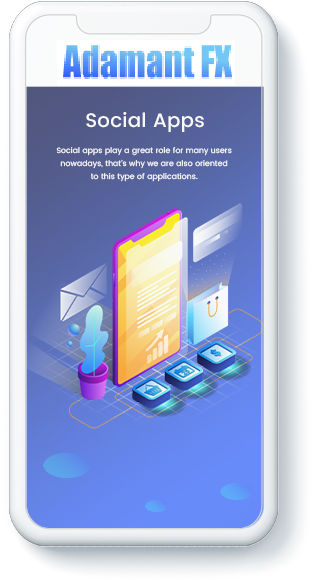 Adamant FX
Social Apps
Social apps play a great role for many users
nowadays, that's why we are also oriented
to this type of applications.